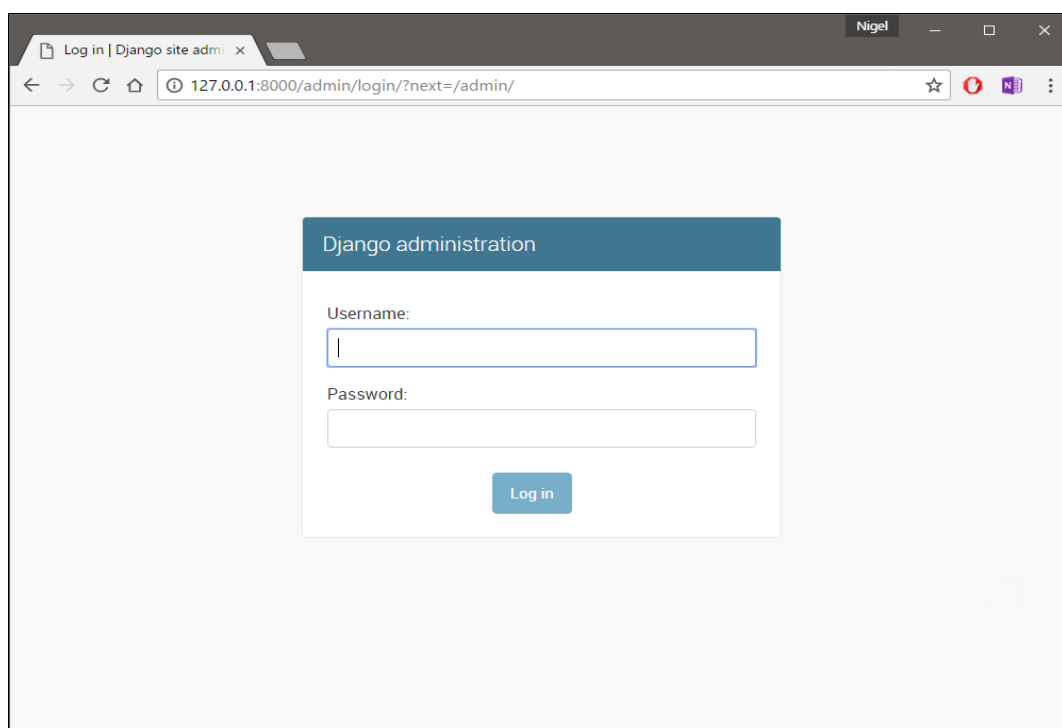 Nigel
Log in | Django site adm
127.0.0.1:8000/admin/login/?next=/admin/
N
Django administration
Username:
Password:
Log in